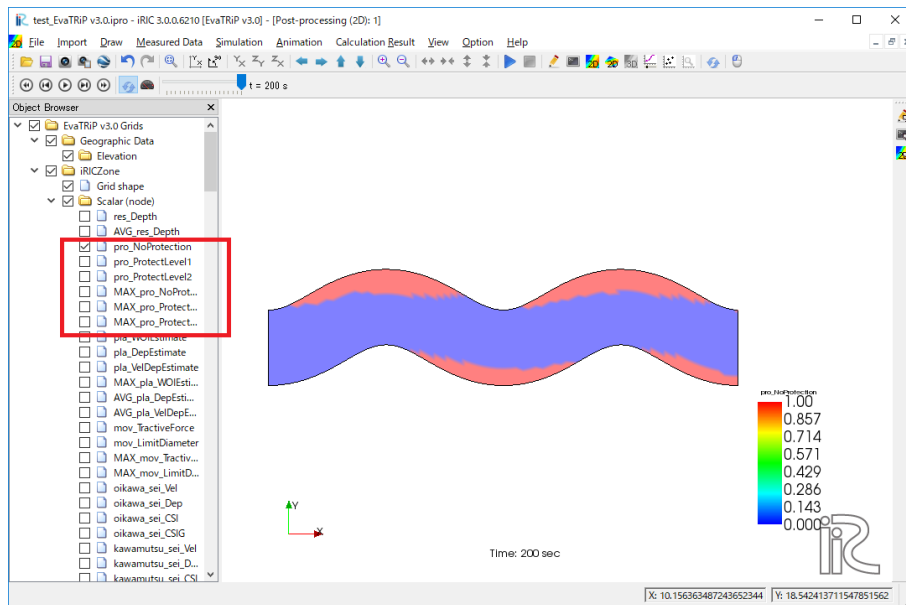 test_EvaTRiP v3.0.ipro - iRIC 3.0.0.6210 [EvaTRiP v3.0] - [Post-processing (2D): 1]
File Import Draw Measured Data Simulation Animation Calculation Result View Option Help
t = 200 s
Object Browser
EvaTRiP v3.0 Grids
Geographic Data
Elevation
iRICZone
Grid shape
Scalar (node)
res_Depth
AVG_res_Depth
pro_NoProtection
pro_ProtectLevel1
pro_ProtectLevel2
MAX_pro_NoProt...
MAX_pro_Protect...
MAX_pro_Protect...
pla_WOIEstimate
pla_DepEstimate
pla_VelDepEstimate
MAX_pla_WOIEsti...
AVG_pla_DepEsti...
AVG_pla_VelDepE...
mov_TractiveForce
mov_LimitDiameter
MAX_mov_Tractiv...
MAX_mov_LimitD...
oikawa_sei_Vel
oikawa_sei_Dep
oikawa_sei_CSI
oikawa_sei_CSIG
kawamutsu_sei_Vel
kawamutsu_sei_D...
kawamutsu_sei_CSI
pro_NoProtection
1.00
0.857
0.714
0.571
0.429
0.286
0.143
0.000
Y
X
Time: 200 sec
iRIC
X: 10.156363487243652344 Y: 18.542413711547851562